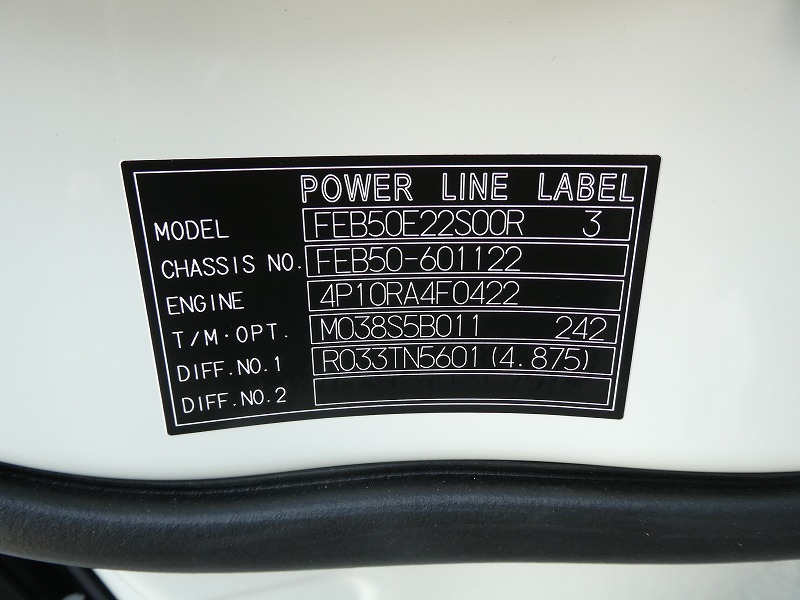 POWER LINE LABEL
MODEL FEB50E22S00R 3
CHASSIS NO. FEB50-601122
ENGINE 4P10RA4F0422
T/M·OPT. M038S5B011 242
DIFF.NO.1 R033TN5601(4.875)
DIFF.NO.2